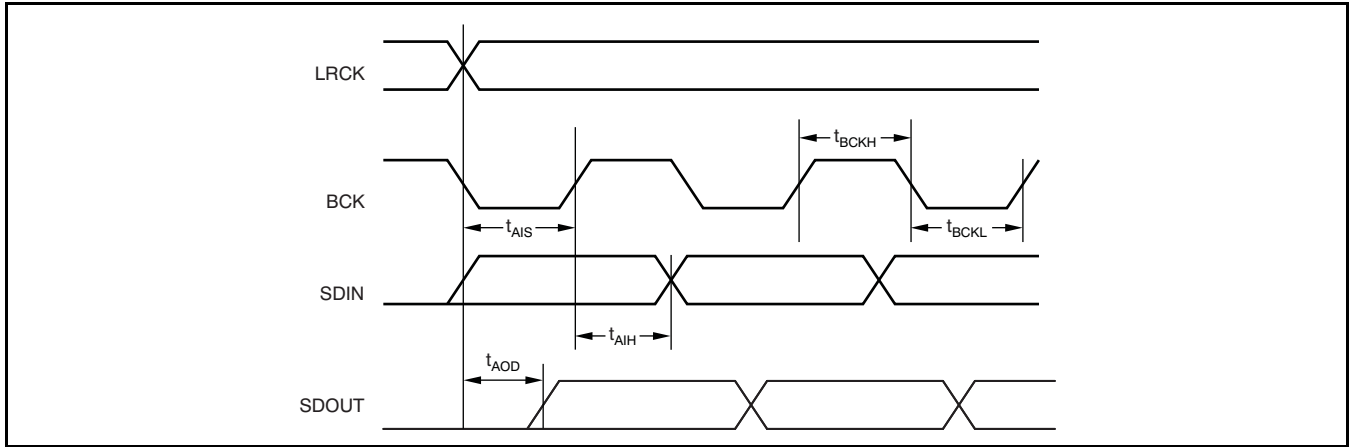 LRCK
t_BCKH
BCK
t_AIS
t_BCKL
SDIN
t_AIH
t_AOD
SDOUT